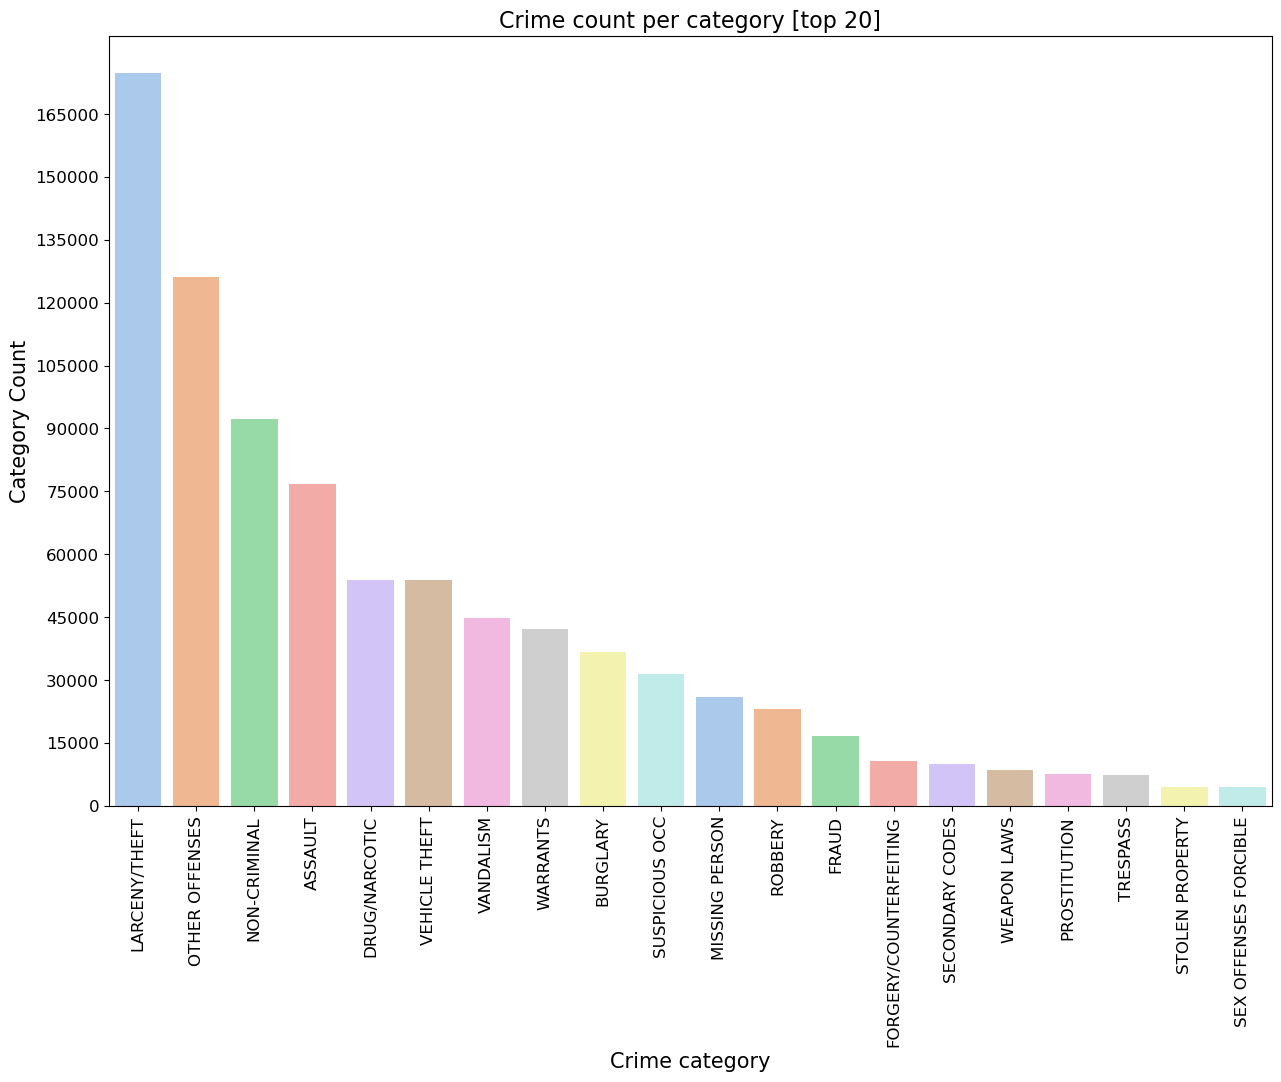 Crime count per category [top 20]
Category Count
165000
150000
135000
120000
105000
90000
75000
60000
45000
30000
15000
0
LARCENY/THEFT
OTHER OFFENSES
NON-CRIMINAL
ASSAULT
DRUG/NARCOTIC
VEHICLE THEFT
VANDALISM
WARRANTS
BURGLARY
SUSPICIOUS OCC
MISSING PERSON
ROBBERY
FRAUD
FORGERY/COUNTERFEITING
SECONDARY CODES
WEAPON LAWS
PROSTITUTION
TRESPASS
STOLEN PROPERTY
SEX OFFENSES FORCIBLE
Crime category